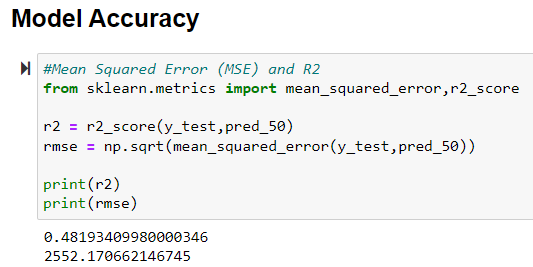 Model Accuracy
#Mean Squared Error (MSE) and R2
from sklearn.metrics import mean_squared_error,r2_score
r2 = r2_score(y_test,pred_50)
rmse = np.sqrt(mean_squared_error(y_test,pred_50))
print(r2)
print(rmse)
0.48193409980000346
2552.170662146745